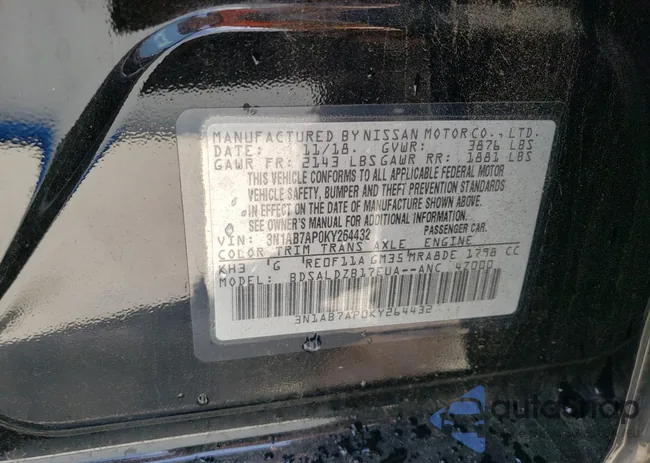 MANUFACTURED BY NISSAN MOTOR CO., LTD.
DATE: 11/18. GVWR: 3876 LBS
GAWR FR: 2143 LBS GAWR RR: 1881 LBS
THIS VEHICLE CONFORMS TO ALL APPLICABLE FEDERAL MOTOR
VEHICLE SAFETY, BUMPER AND THEFT PREVENTION STANDARDS
IN EFFECT ON THE DATE OF MANUFACTURE SHOWN ABOVE.
SEE OWNER'S MANUAL FOR ADDITIONAL INFORMATION.
VIN: 3N1AB7AP0KY264432 PASSENGER CAR.
COLOR TRIM TRANS AXLE ENGINE
KH3 G RE0F11A GM35 MRA8DE 1798 CC
MODEL: BDSALDZB17EUA--ANC 4Z000
3N1AB7AP0KY264432
autoSnap